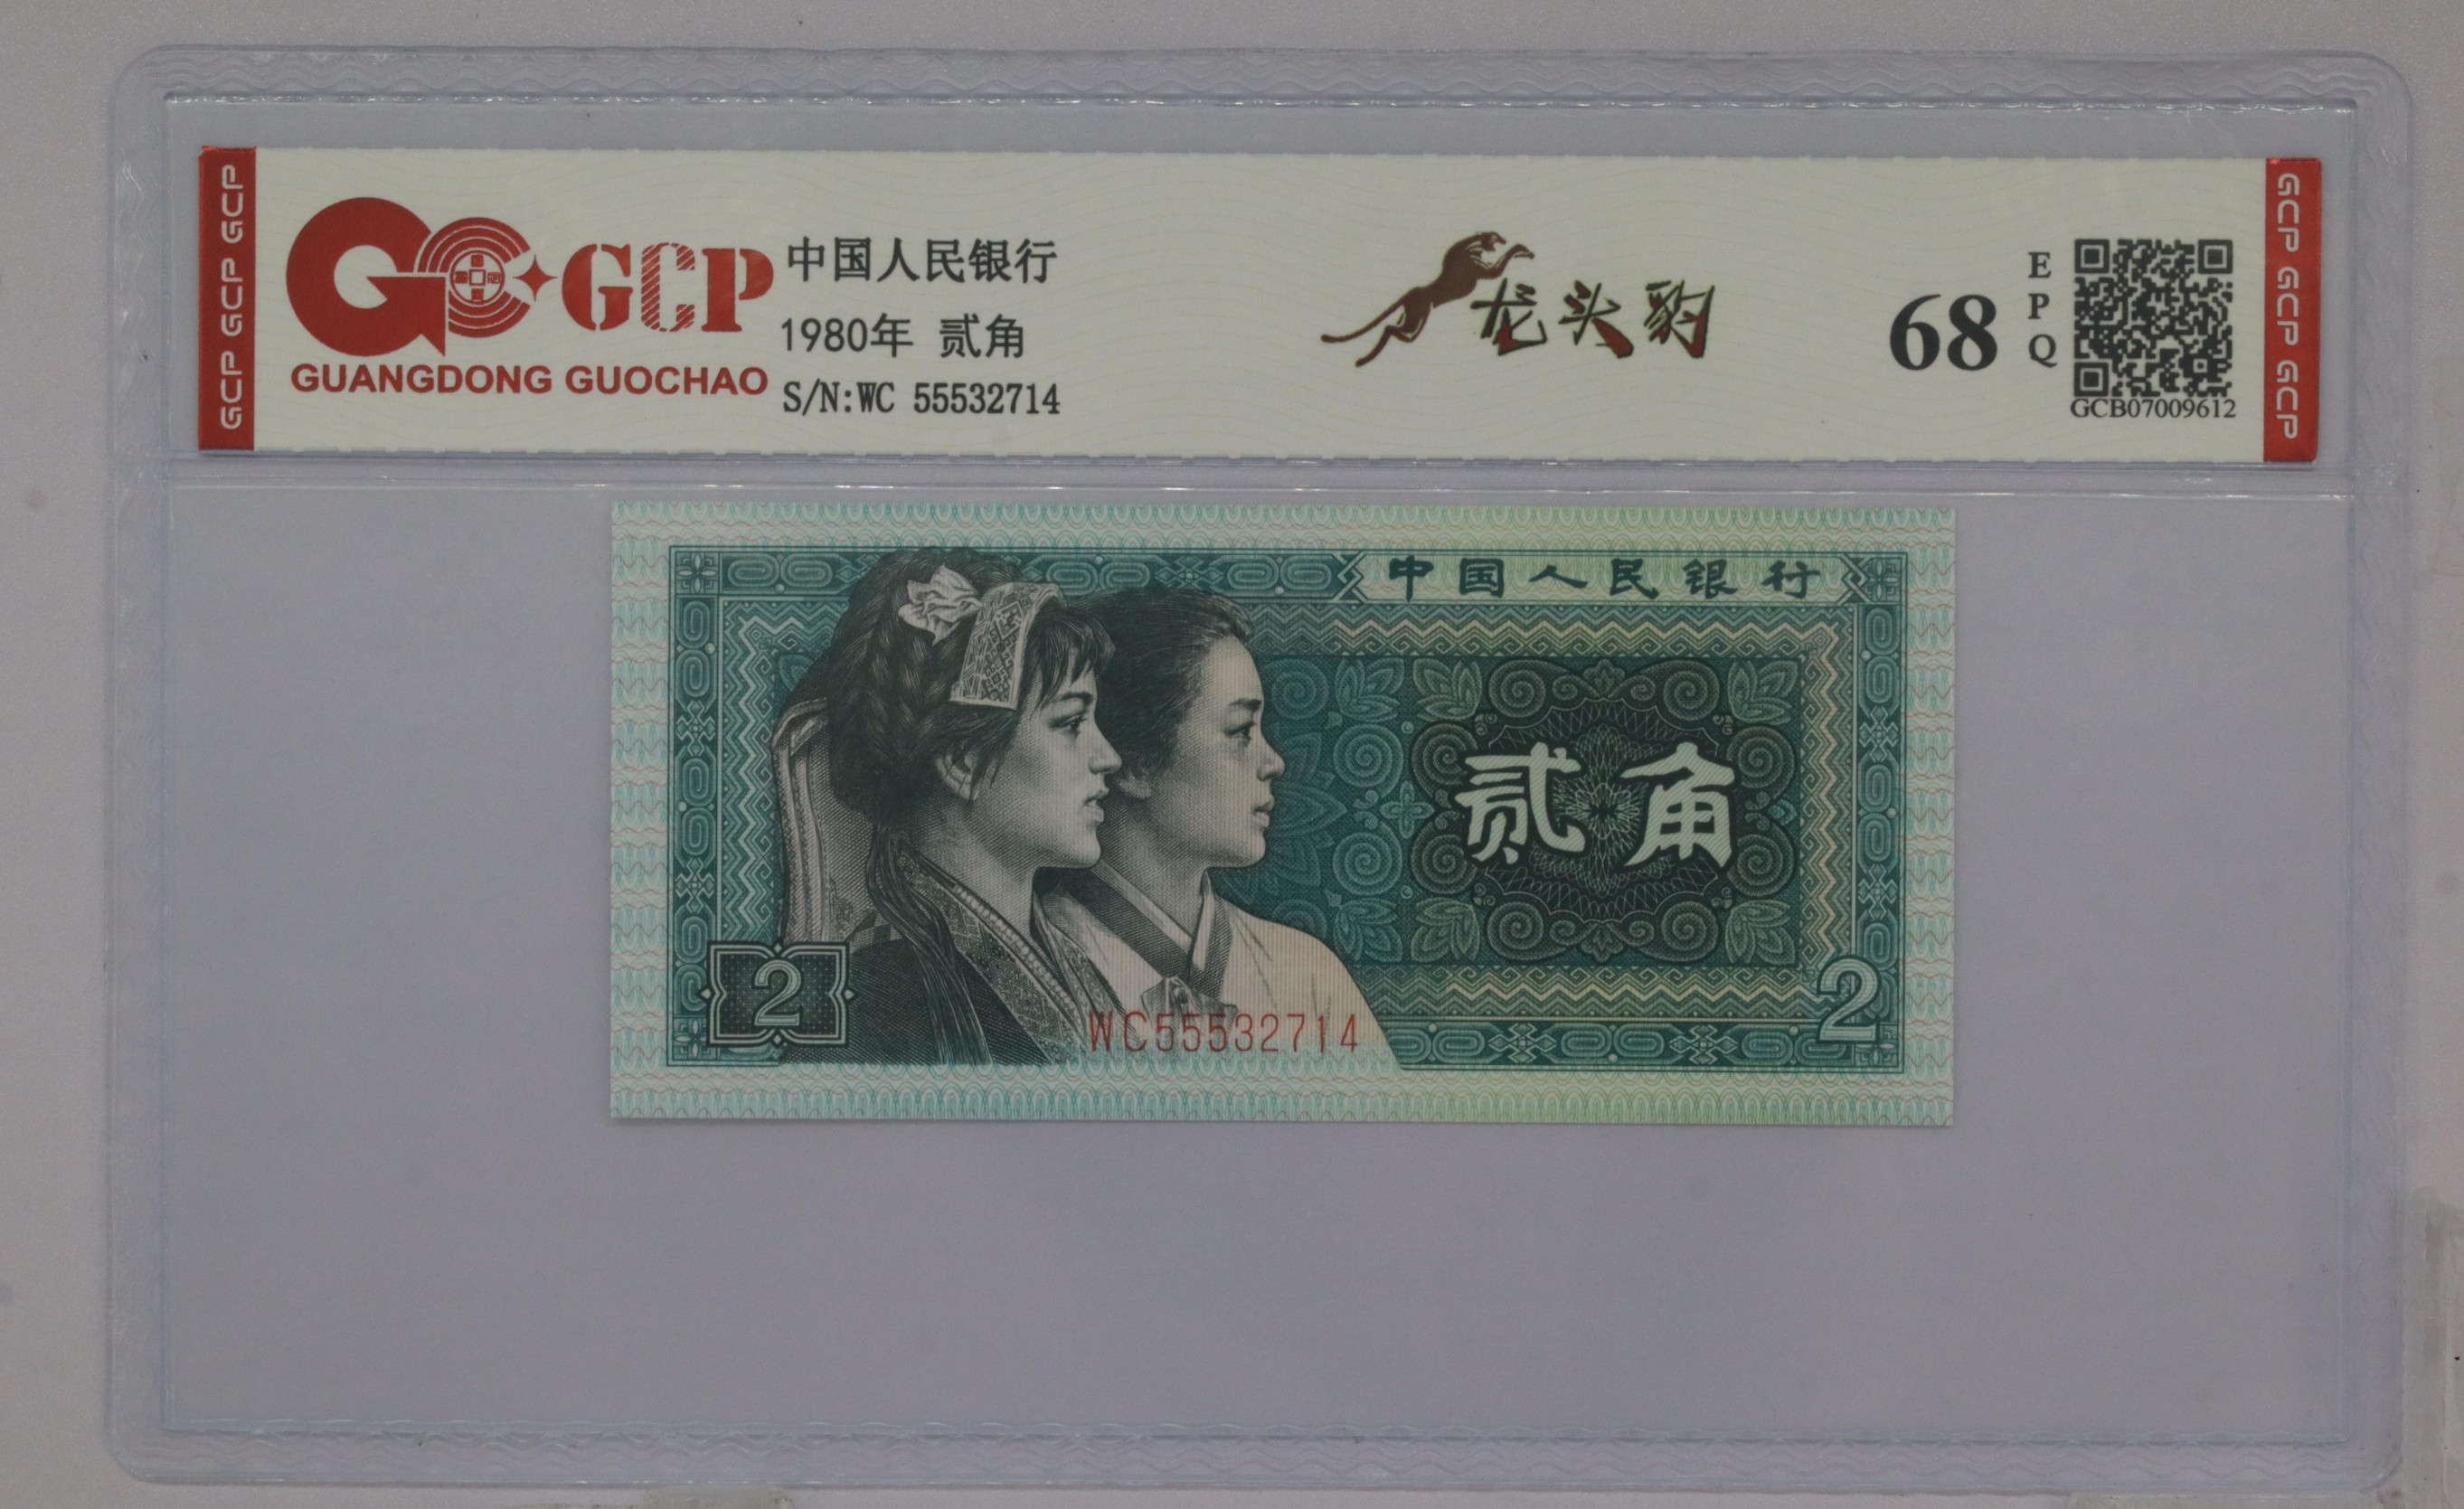 GCP GCP GCP
GCP
GUANGDONG GUOCHAO
中国人民银行
1980年 贰角
S/N:WC 55532714
龙头豹
68
EPQ
GCB07009612
GCP GCP GCP
中国人民银行
贰角
2
WC55532714
2